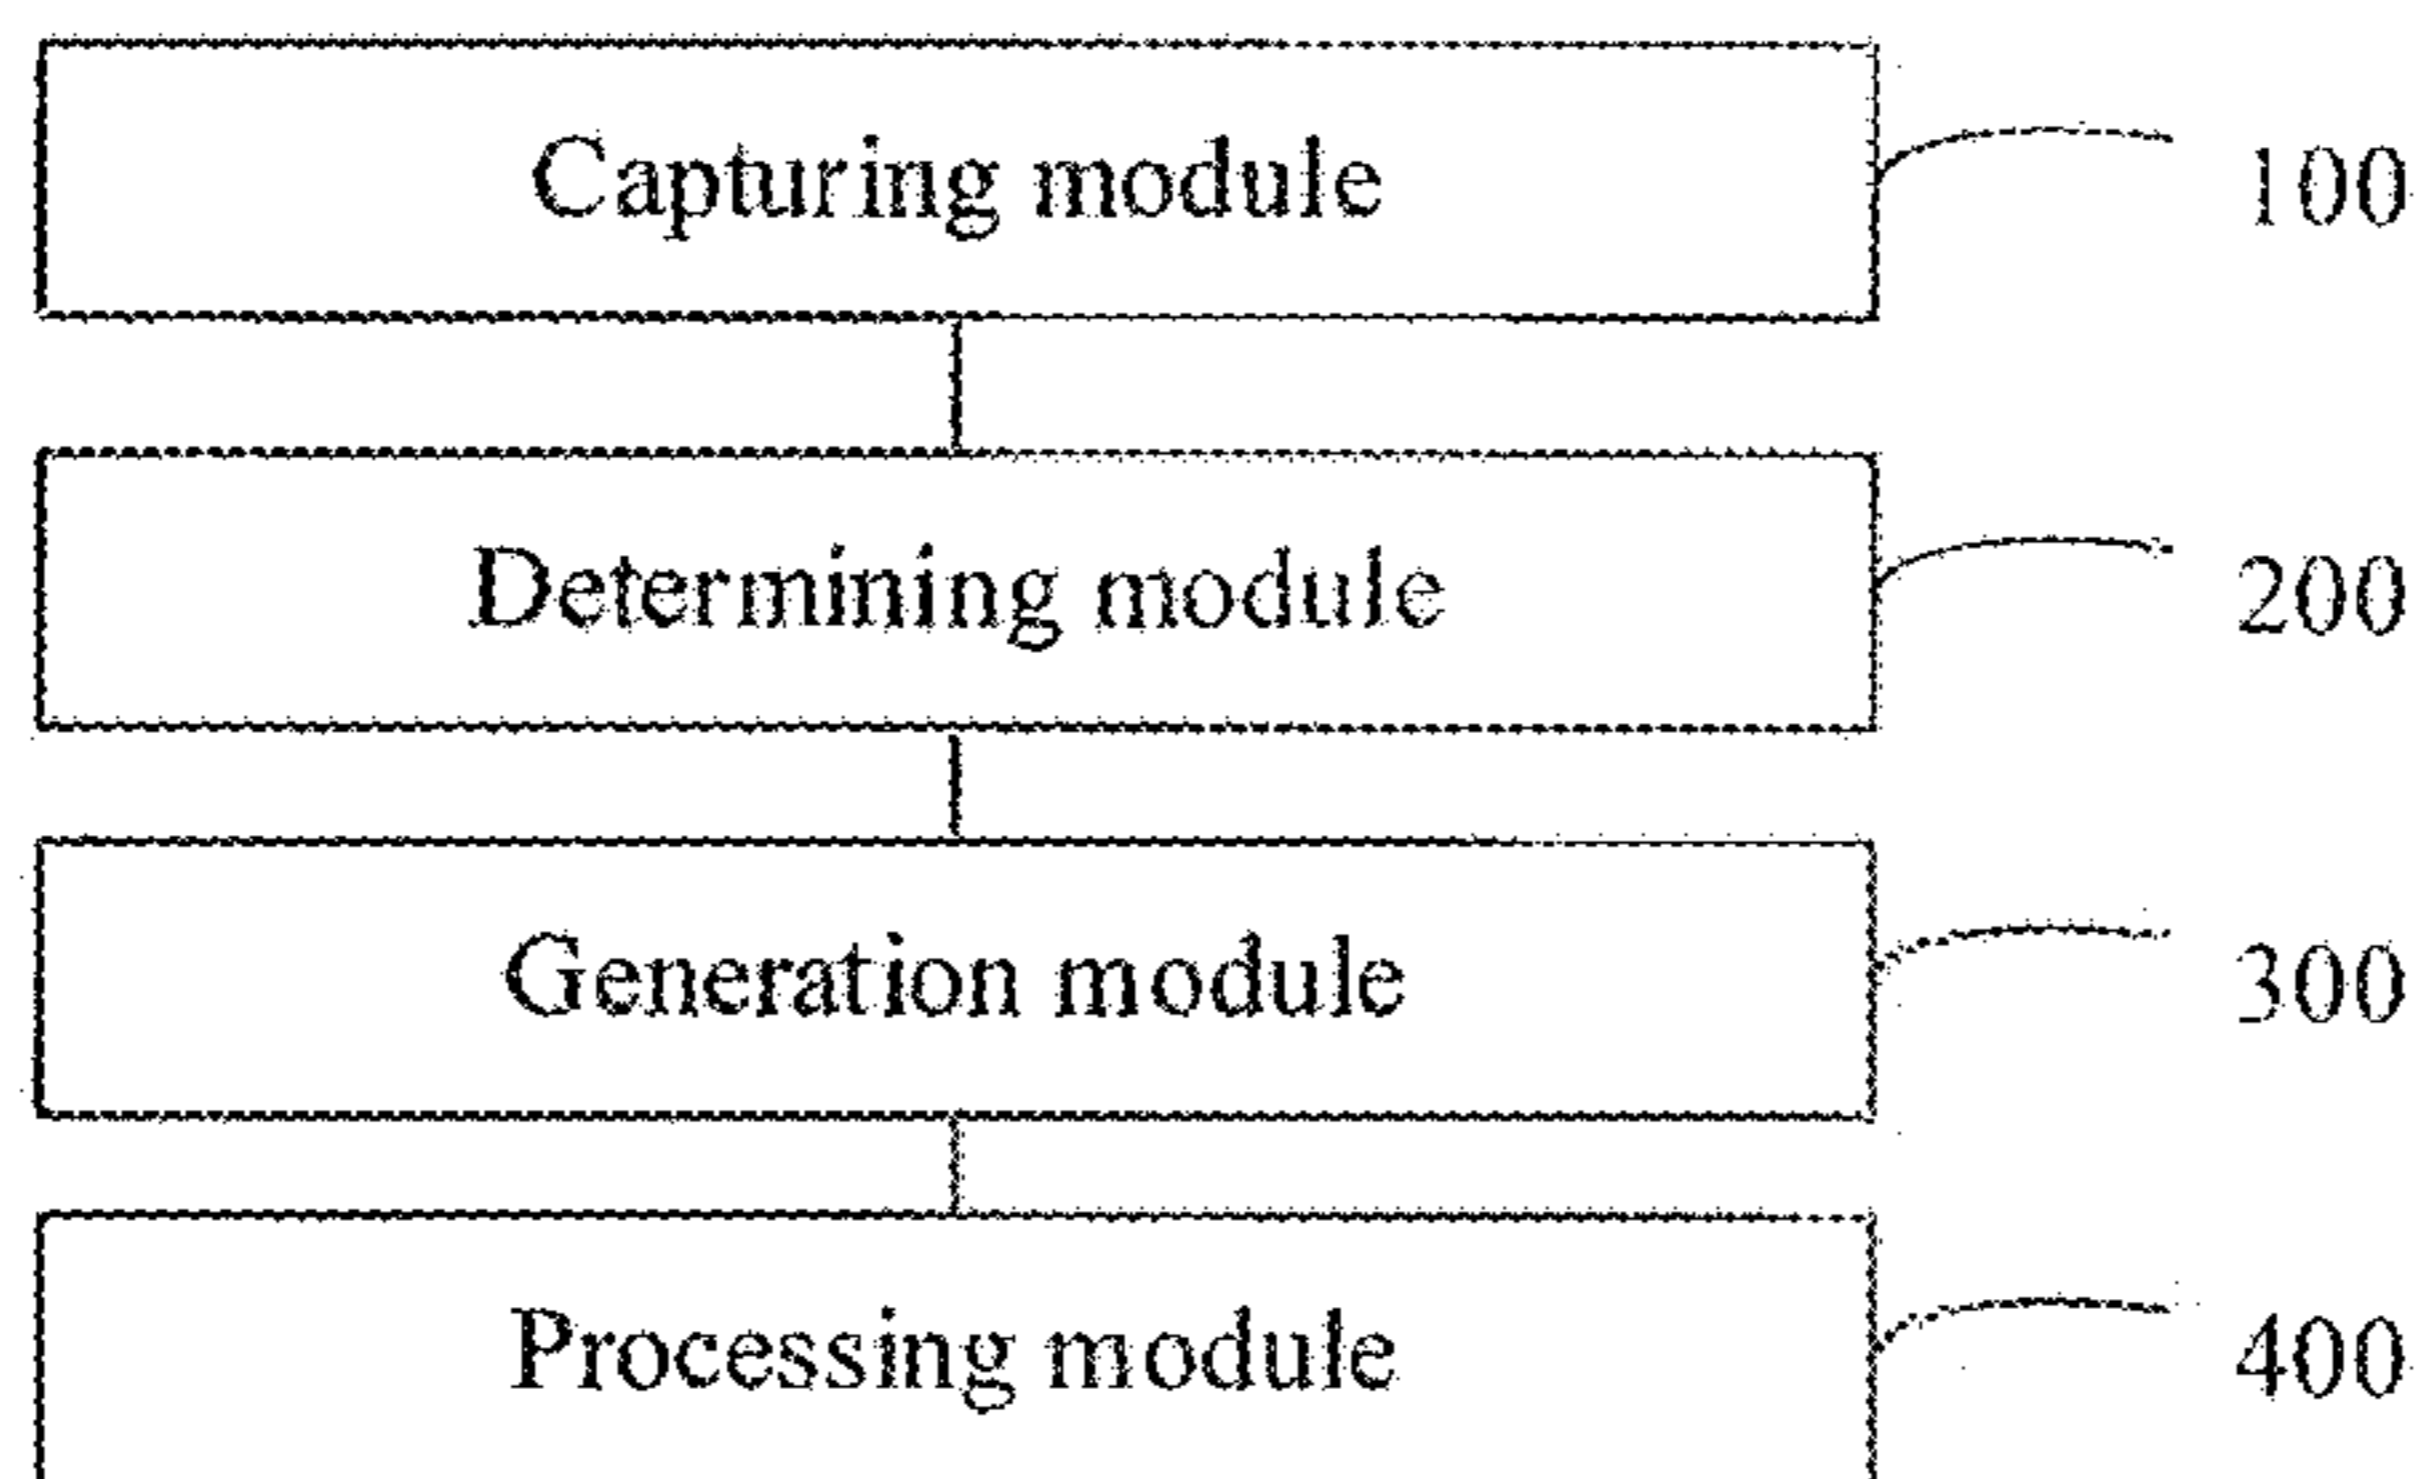 Capturing module 100
Determining module 200
Generation module 300
Processing module 400